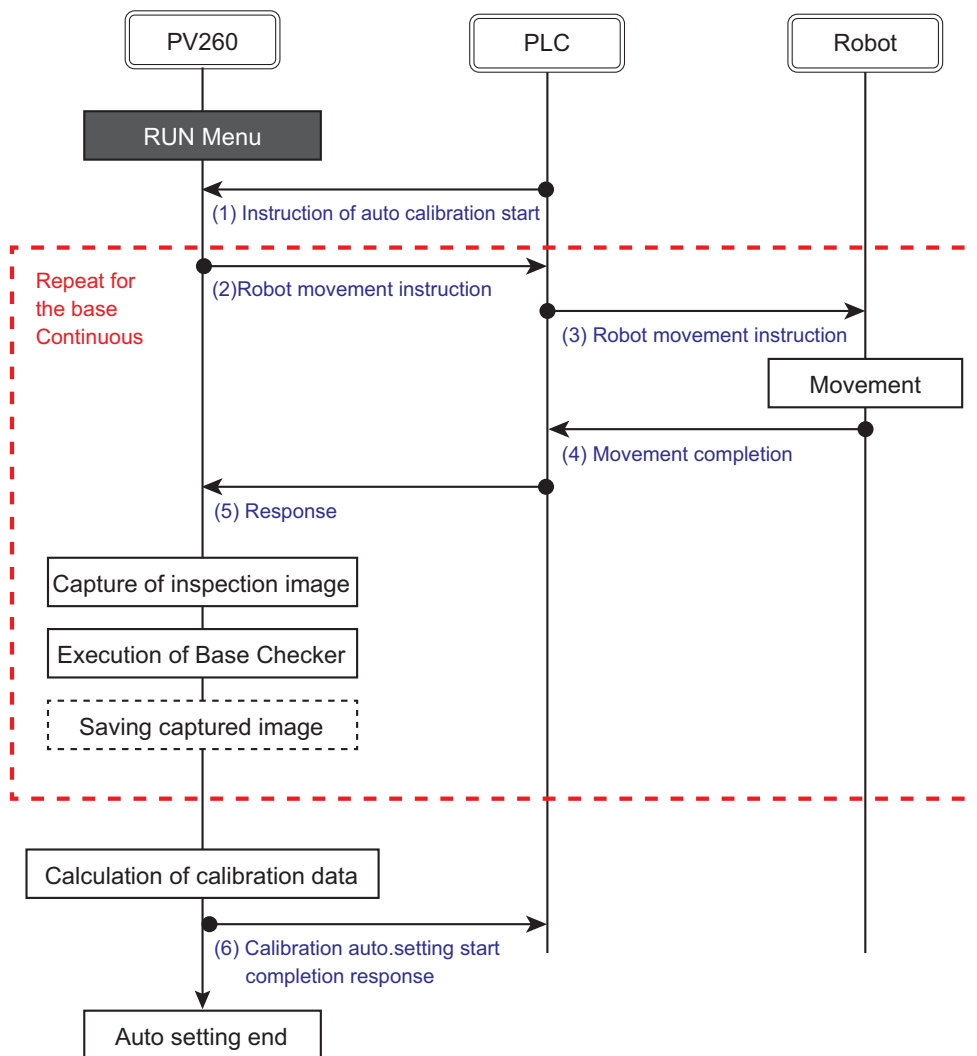 PV260
PLC
Robot
RUN Menu
(1) Instruction of auto calibration start
Repeat for
the base
Continuous
(2)Robot movement instruction
(3) Robot movement instruction
Movement
(4) Movement completion
(5) Response
Capture of inspection image
Execution of Base Checker
Saving captured image
Calculation of calibration data
(6) Calibration auto.setting start
completion response
Auto setting end